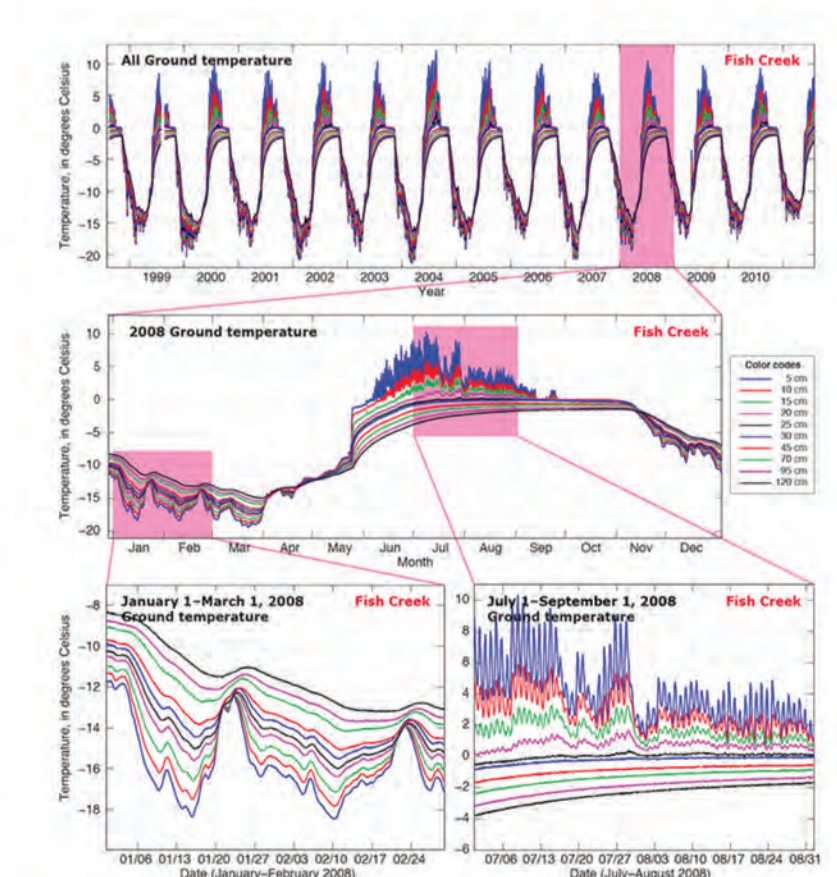 All Ground temperature
Fish Creek
Temperature, in degrees Celsius
10
5
0
−5
−10
−15
−20
1999 2000 2001 2002 2003 2004 2005 2006 2007 2008 2009 2010
Year
2008 Ground temperature
Fish Creek
Temperature, in degrees Celsius
10
5
0
−5
−10
−15
−20
Jan Feb Mar Apr May Jun Jul Aug Sep Oct Nov Dec
Month
Color codes
5 cm
10 cm
15 cm
20 cm
25 cm
30 cm
45 cm
70 cm
95 cm
120 cm
January 1–March 1, 2008
Ground temperature
Fish Creek
Temperature, in degrees Celsius
−8
−10
−12
−14
−16
−18
01/06 01/13 01/20 01/27 02/03 02/10 02/17 02/24
Date (January–February 2008)
July 1–September 1, 2008
Ground temperature
Fish Creek
10
8
6
4
2
0
−2
−4
−6
07/06 07/13 07/20 07/27 08/03 08/10 08/17 08/24 08/31
Date (July–August 2008)